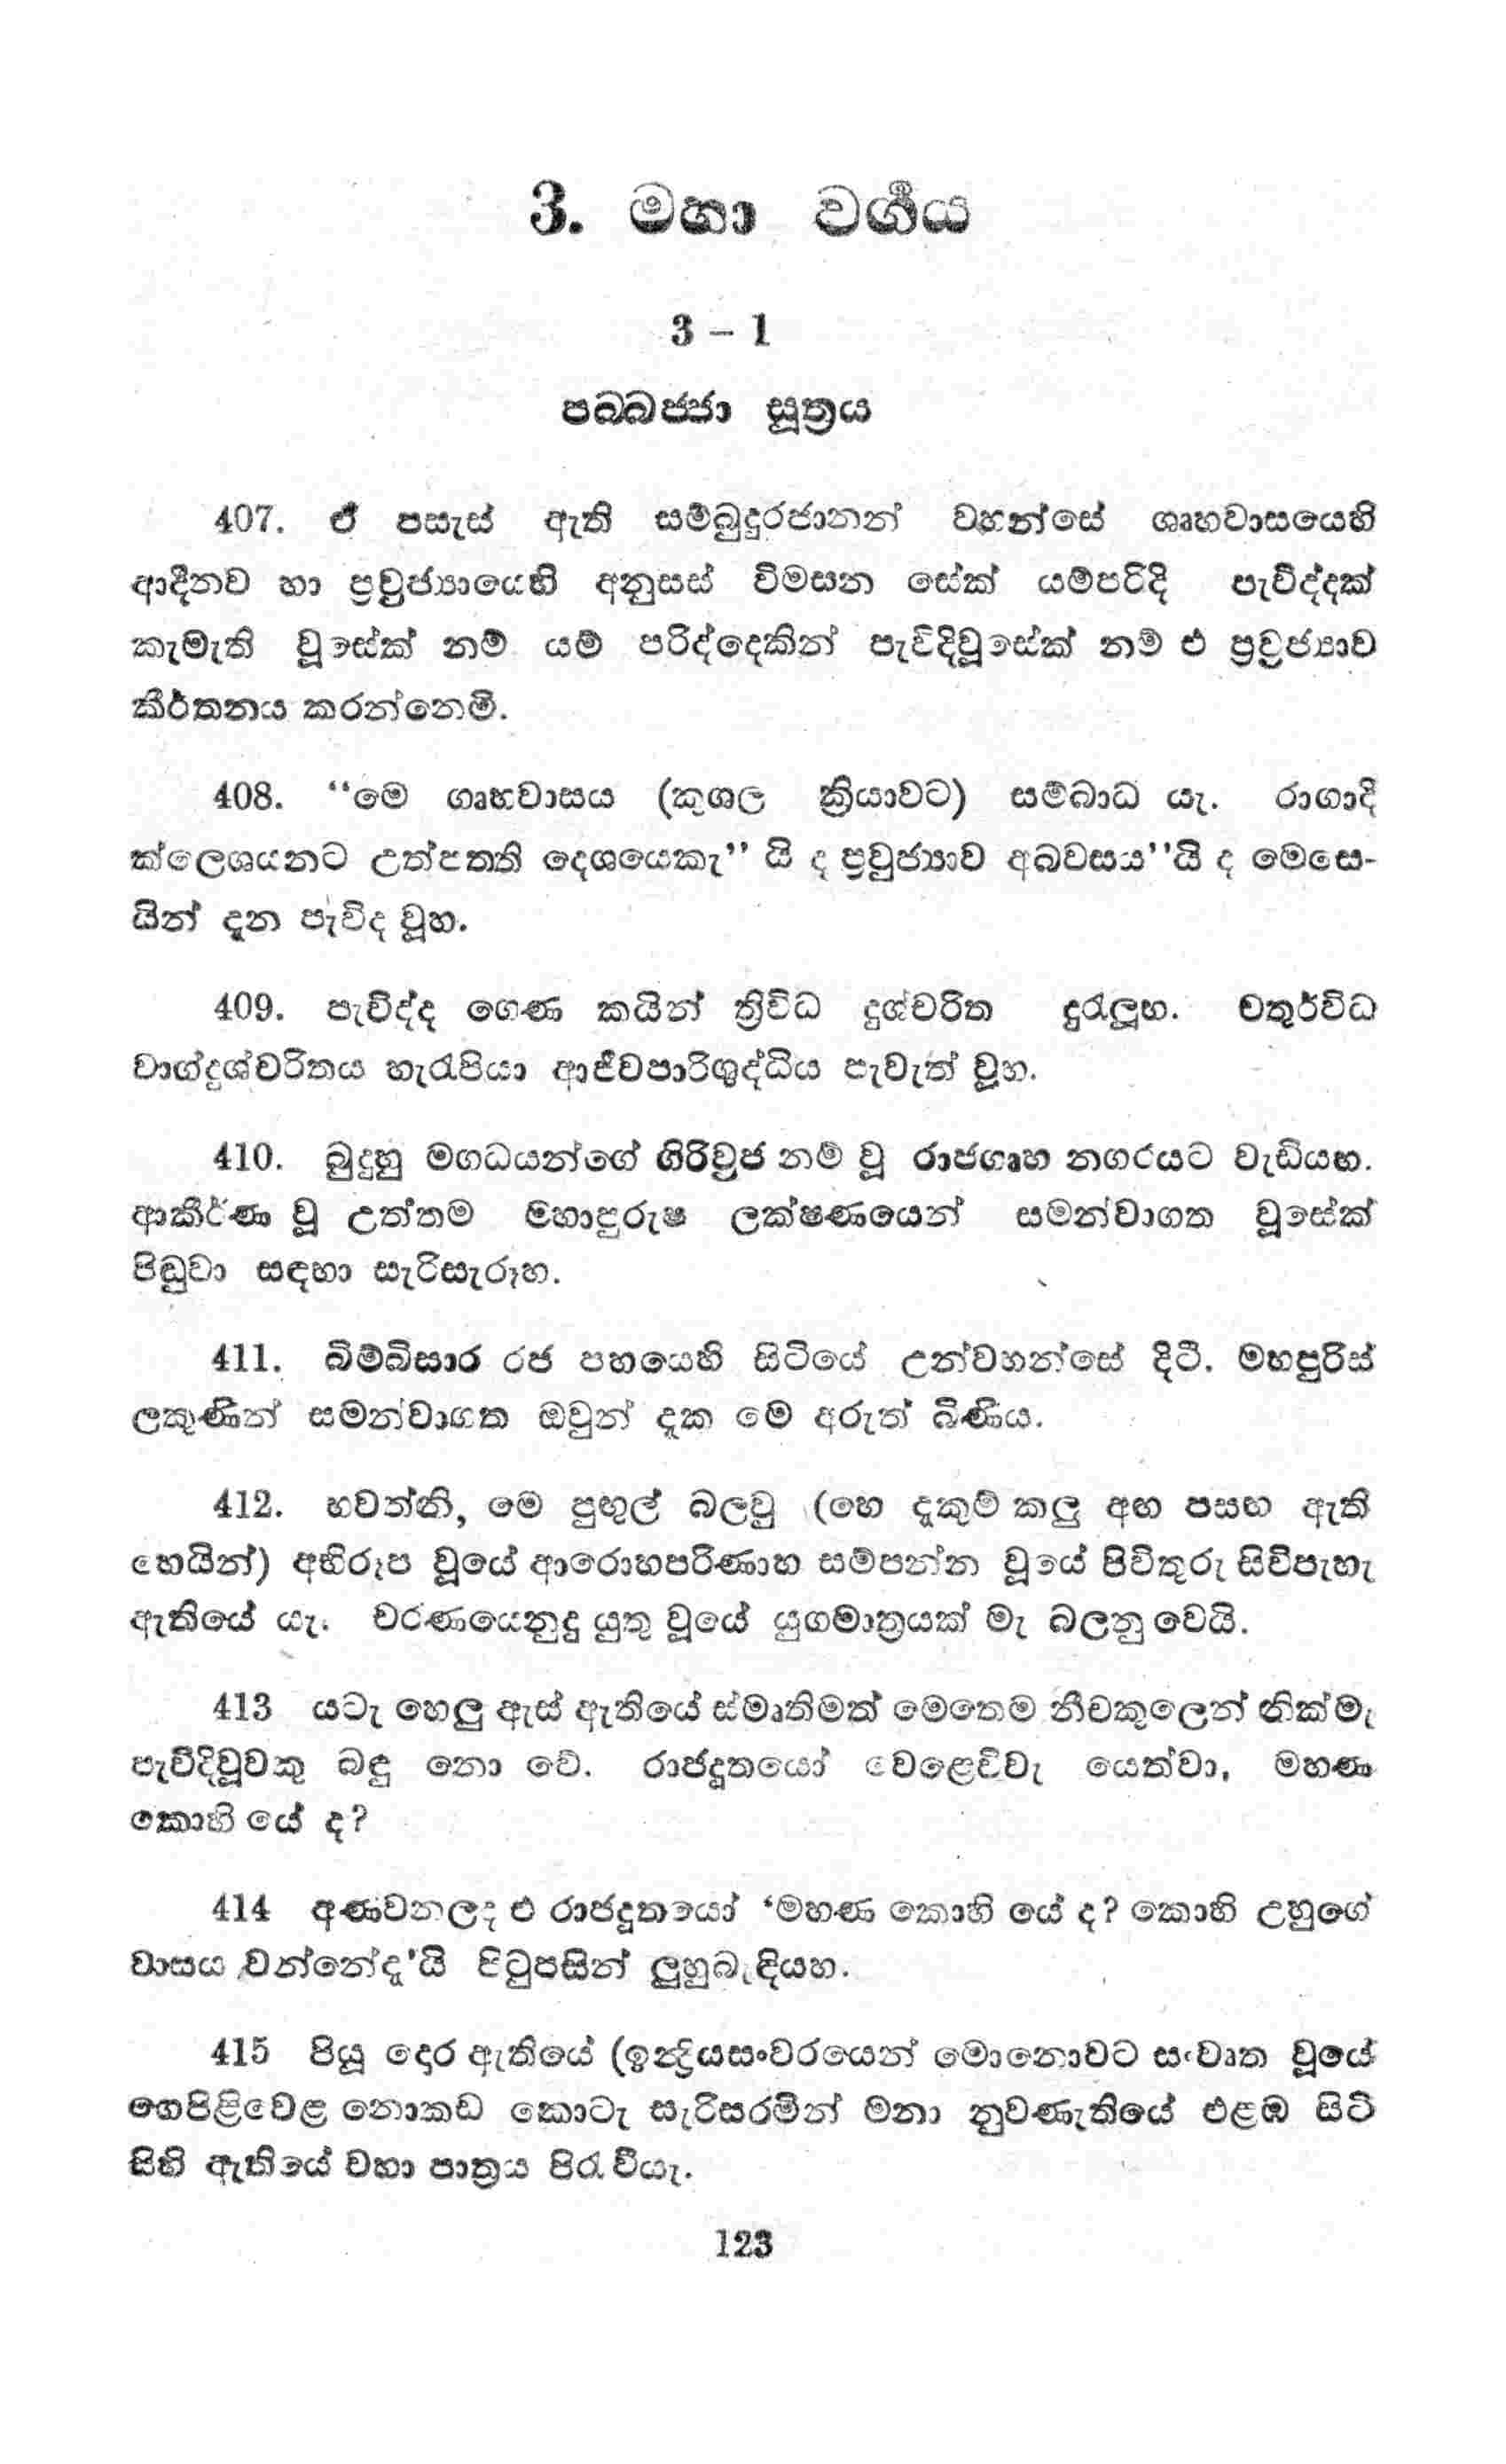 3. මහා වර්‍ගය
3 – 1
පබ්බජ්ජා සූත්‍රය
407. ඒ පසැස් ඇති සම්බුදුරජානන් වහන්සේ ගෘහවාසයෙහි
ආදීනව හා ප්‍රව්‍රජ්‍යායෙහි අනුසස් විමසන සේක් යම්පරිදි පැවිද්දක්
කැමැති වූසේක් නම් යම් පරිද්දෙකින් පැවිදිවූසේක් නම් එ ප්‍රව්‍රජ්‍යාව
කීර්තනය කරන්නෙමි.
408. “මෙ ගෘහවාසය (කුශල ක්‍රියාවට) සම්බාධ යැ. රාගාදි
ක්ලෙශයනට උත්පත්ති දෙශයෙකැ” යි ද ප්‍රව්‍රජ්‍යාව අබවසය”යි ද මෙසෙ-
යින් දැන පැවිද වූහ.
409. පැවිද්ද ගෙණ කයින් ත්‍රිවිධ දුශ්චරිත දුරැලූහ. චතුර්විධ
වාග්දුශ්චරිතය හැරැපියා ආජීවපාරිශුද්ධිය පැවැත් වූහ.
410. බුදුහු මගධයන්ගේ ගිරිව්‍රජ නම් වූ රාජගෘහ නගරයට වැඩියහ.
ආකීර්ණ වූ උත්තම මහාපුරුෂ ලක්ෂණයෙන් සමන්වාගත වූසේක්
පිඬුවා සඳහා සැරිසැරූහ.
411. බිම්බිසාර රජ පහයෙහි සිටියේ උන්වහන්සේ දිටී. මහපුරිස්
ලකුණින් සමන්වාගත ඔවුන් දැක මෙ අරුත් බිණිය.
412. භවත්නි, මෙ පුඟුල් බලවු (හෙ දැකුම් කලු අඟ පසඟ ඇති
හෙයින්) අභිරූප වූයේ ආරොහපරිණාහ සම්පන්න වූයේ පිවිතුරු සිවිපැහැ
ඇතියේ යැ. චරණයෙනුදු යුතු වූයේ යුගමාත්‍රයක් මැ බලනු වෙයි.
413 යටැ හෙලු ඇස් ඇතියේ ස්මෘතිමත් මෙතෙම නීචකුලෙන් නික්මැ
පැවිදිවූවකු බඳු නො වේ. රාජදූතයෝ වෙළෙවිවැ යෙත්වා, මහණ
කොහි යේ ද?
414 අණවනලද එ රාජදූතයෝ ‘මහණ කොහි යේ ද? කොහි උහුගේ
වාසය වන්නේදැ’යි පිටුපසින් ලුහුබැඳියහ.
415 පියූ දොර ඇතියේ (ඉන්‍ද්‍රියසංවරයෙන් මොනොවට සංවෘත වූයේ
ගෙපිළිවෙළ නොකඩ කොටැ සැරිසරමින් මනා නුවණැතියේ එළඹ සිටි
සිහි ඇතියේ වහා පාත්‍රය පිරැවීයැ.
123